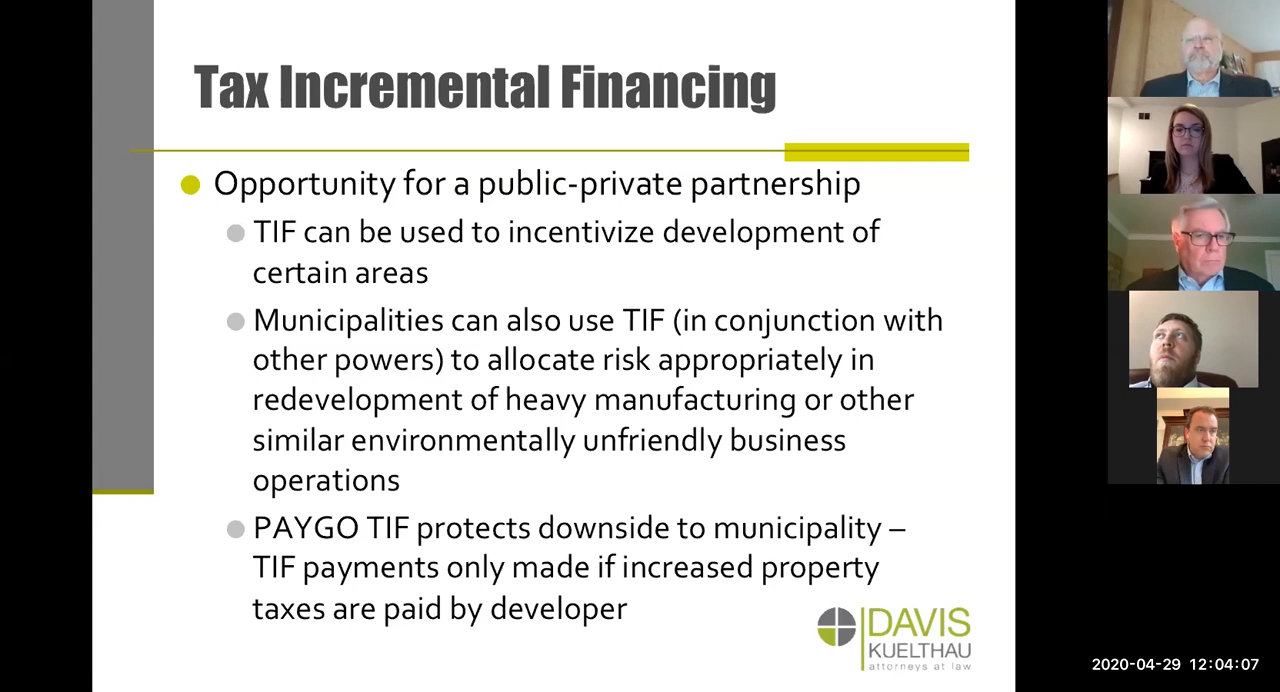 Tax Incremental Financing
Opportunity for a public-private partnership
TIF can be used to incentivize development of
certain areas
Municipalities can also use TIF (in conjunction with
other powers) to allocate risk appropriately in
redevelopment of heavy manufacturing or other
similar environmentally unfriendly business
operations
PAYGO TIF protects downside to municipality –
TIF payments only made if increased property
taxes are paid by developer
DAVIS
KUELTHAU
attorneys at law
2020-04-29 12:04:07